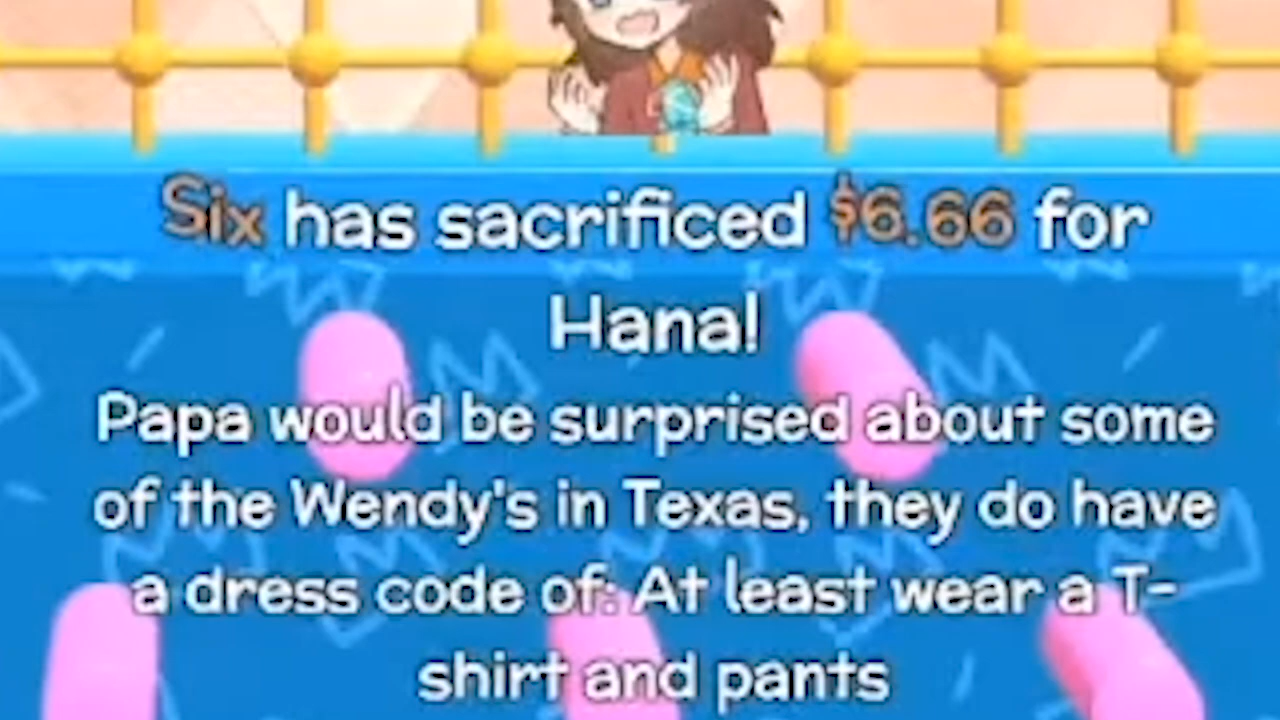 Six has sacrificed $6.66 for
Hana!
Papa would be surprised about some
of the Wendy's in Texas, they do have
a dress code of: At least wear a T-
shirt and pants